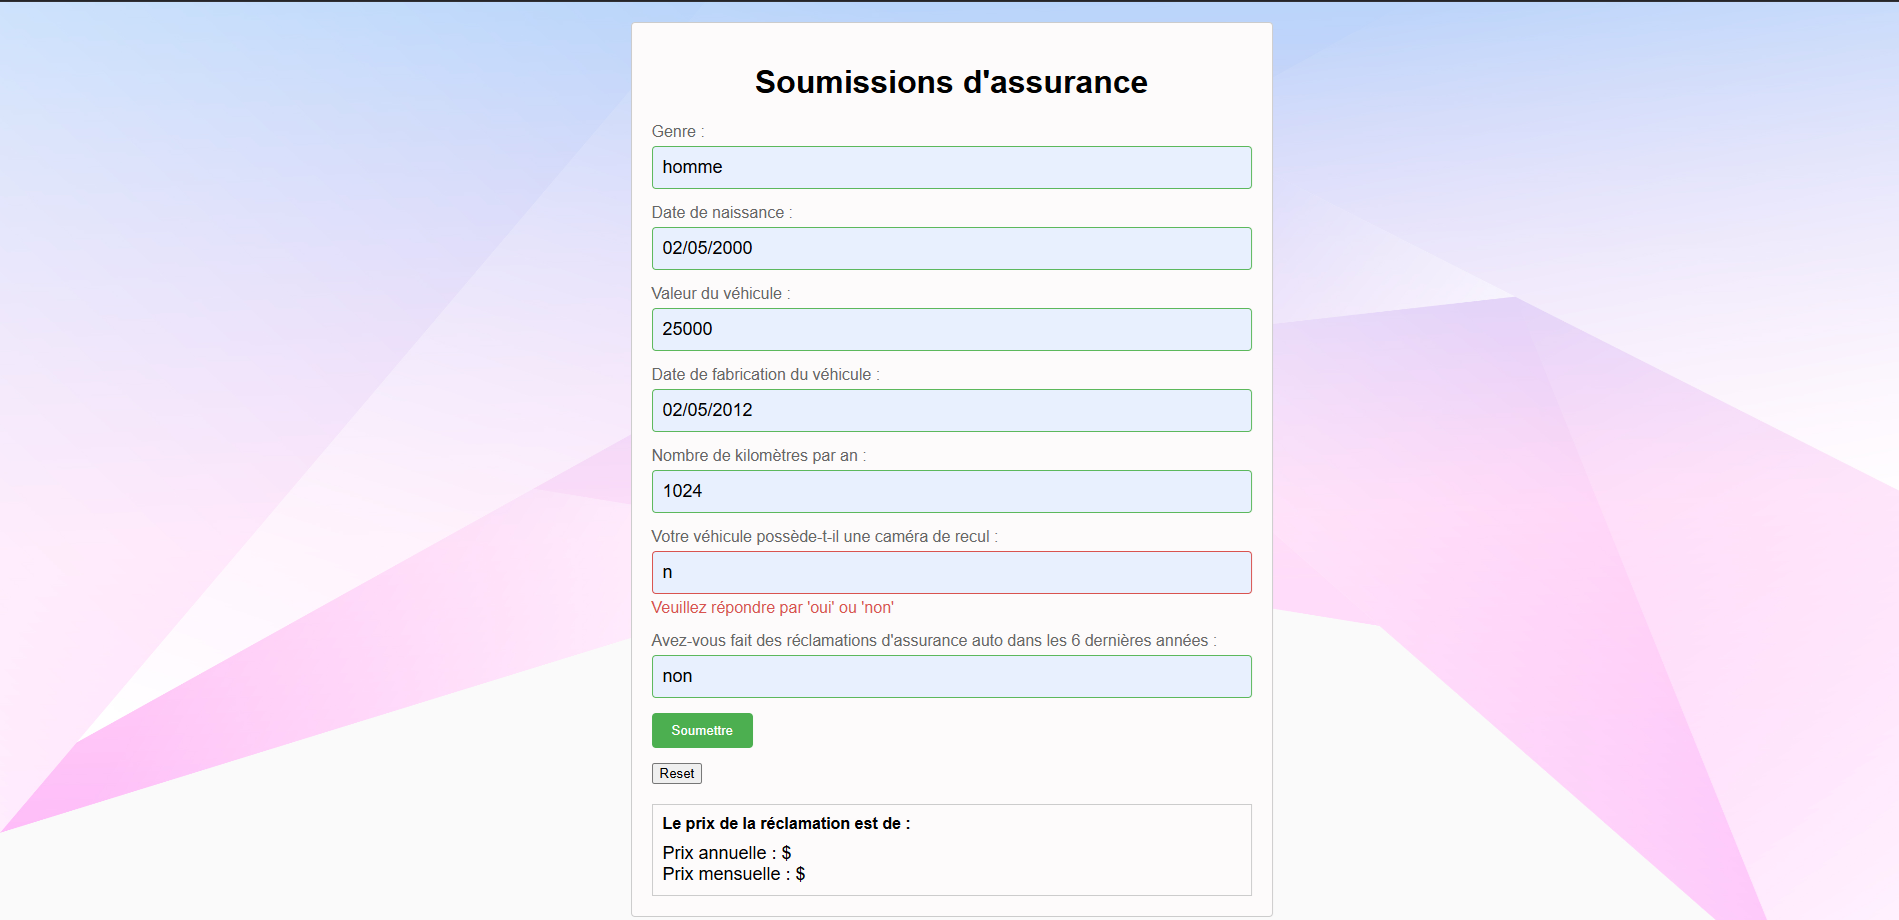 Soumissions d'assurance
Genre :
homme
Date de naissance :
02/05/2000
Valeur du véhicule :
25000
Date de fabrication du véhicule :
02/05/2012
Nombre de kilomètres par an :
1024
Votre véhicule possède-t-il une caméra de recul :
n
Veuillez répondre par 'oui' ou 'non'
Avez-vous fait des réclamations d'assurance auto dans les 6 dernières années :
non
Soumettre
Reset
Le prix de la réclamation est de :
Prix annuelle : $
Prix mensuelle : $